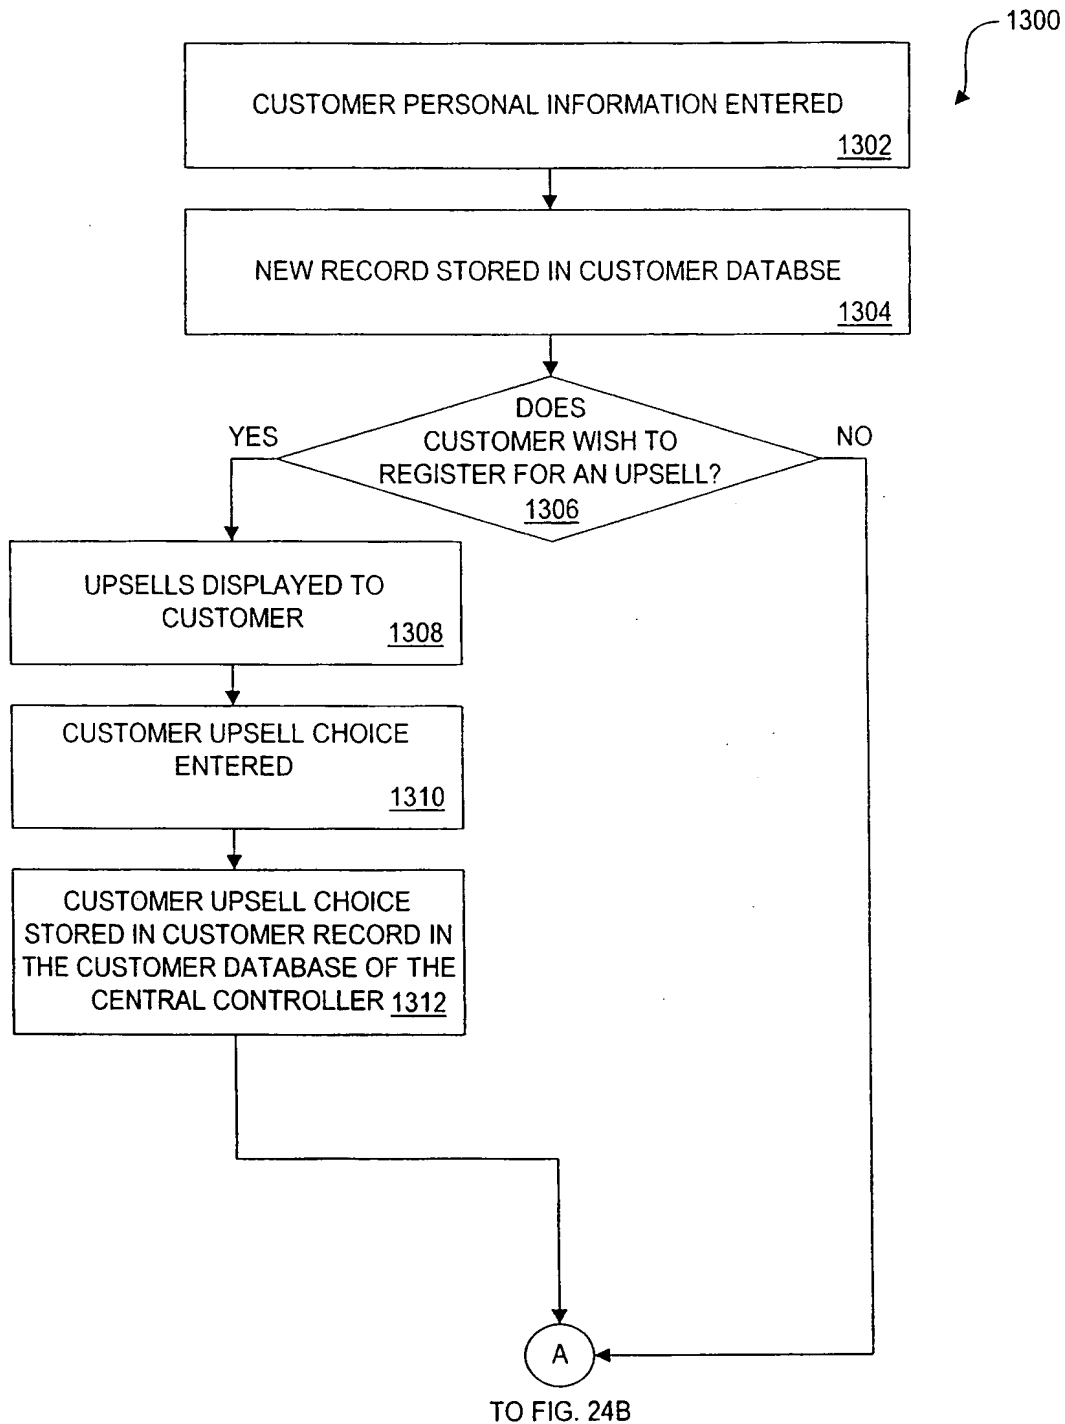 1300
CUSTOMER PERSONAL INFORMATION ENTERED
1302
NEW RECORD STORED IN CUSTOMER DATABSE
1304
DOES
CUSTOMER WISH TO
REGISTER FOR AN UPSELL?
1306
YES
NO
UPSELLS DISPLAYED TO
CUSTOMER
1308
CUSTOMER UPSELL CHOICE
ENTERED
1310
CUSTOMER UPSELL CHOICE
STORED IN CUSTOMER RECORD IN
THE CUSTOMER DATABASE OF THE
CENTRAL CONTROLLER 1312
A
TO FIG. 24B